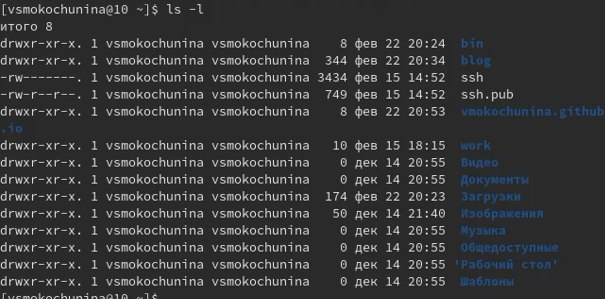 [vsmokochunina@10 ~]$ ls -l
итого 8
drwxr-xr-x. 1 vsmokochunina vsmokochunina    8 фев 22 20:24  bin
drwxr-xr-x. 1 vsmokochunina vsmokochunina  344 фев 22 20:34  blog
-rw-------. 1 vsmokochunina vsmokochunina 3434 фев 15 14:52  ssh
-rw-r--r--. 1 vsmokochunina vsmokochunina  749 фев 15 14:52  ssh.pub
drwxr-xr-x. 1 vsmokochunina vsmokochunina    8 фев 22 20:53  vmokochunina.github
.io
drwxr-xr-x. 1 vsmokochunina vsmokochunina   10 фев 15 18:15  work
drwxr-xr-x. 1 vsmokochunina vsmokochunina    0 дек 14 20:55  Видео
drwxr-xr-x. 1 vsmokochunina vsmokochunina    0 дек 14 20:55  Документы
drwxr-xr-x. 1 vsmokochunina vsmokochunina  174 фев 22 20:23  Загрузки
drwxr-xr-x. 1 vsmokochunina vsmokochunina   50 дек 14 21:40  Изображения
drwxr-xr-x. 1 vsmokochunina vsmokochunina    0 дек 14 20:55  Музыка
drwxr-xr-x. 1 vsmokochunina vsmokochunina    0 дек 14 20:55  Общедоступные
drwxr-xr-x. 1 vsmokochunina vsmokochunina    0 дек 14 20:55 'Рабочий стол'
drwxr-xr-x. 1 vsmokochunina vsmokochunina    0 дек 14 20:55  Шаблоны
[vsmokochunina@10 ~]$